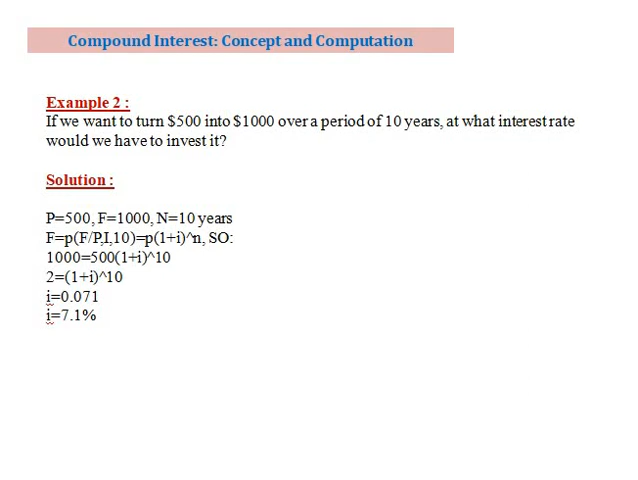 Compound Interest: Concept and Computation
Example 2 :
If we want to turn $500 into $1000 over a period of 10 years, at what interest rate
would we have to invest it?
Solution :
P=500, F=1000, N=10 years
F=p(F/P,I,10)=p(1+i)^n, SO:
1000=500(1+i)^10
2=(1+i)^10
i=0.071
i=7.1%